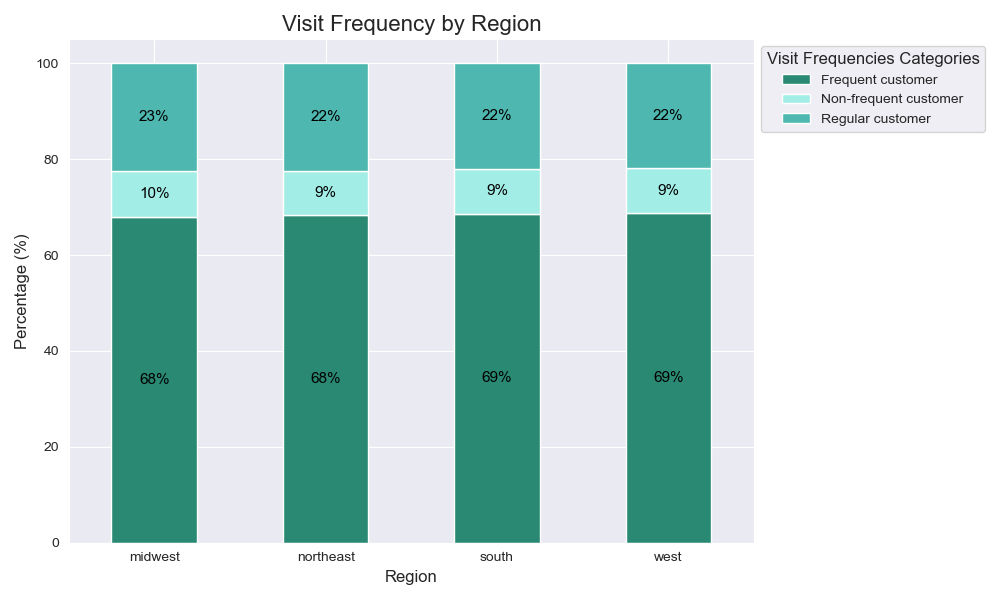 Visit Frequency by Region
Visit Frequencies Categories
Frequent customer
Non-frequent customer
Regular customer
Percentage (%)
100
80
60
40
20
0
23%
22%
22%
22%
10%
9%
9%
9%
68%
68%
69%
69%
midwest
northeast
south
west
Region